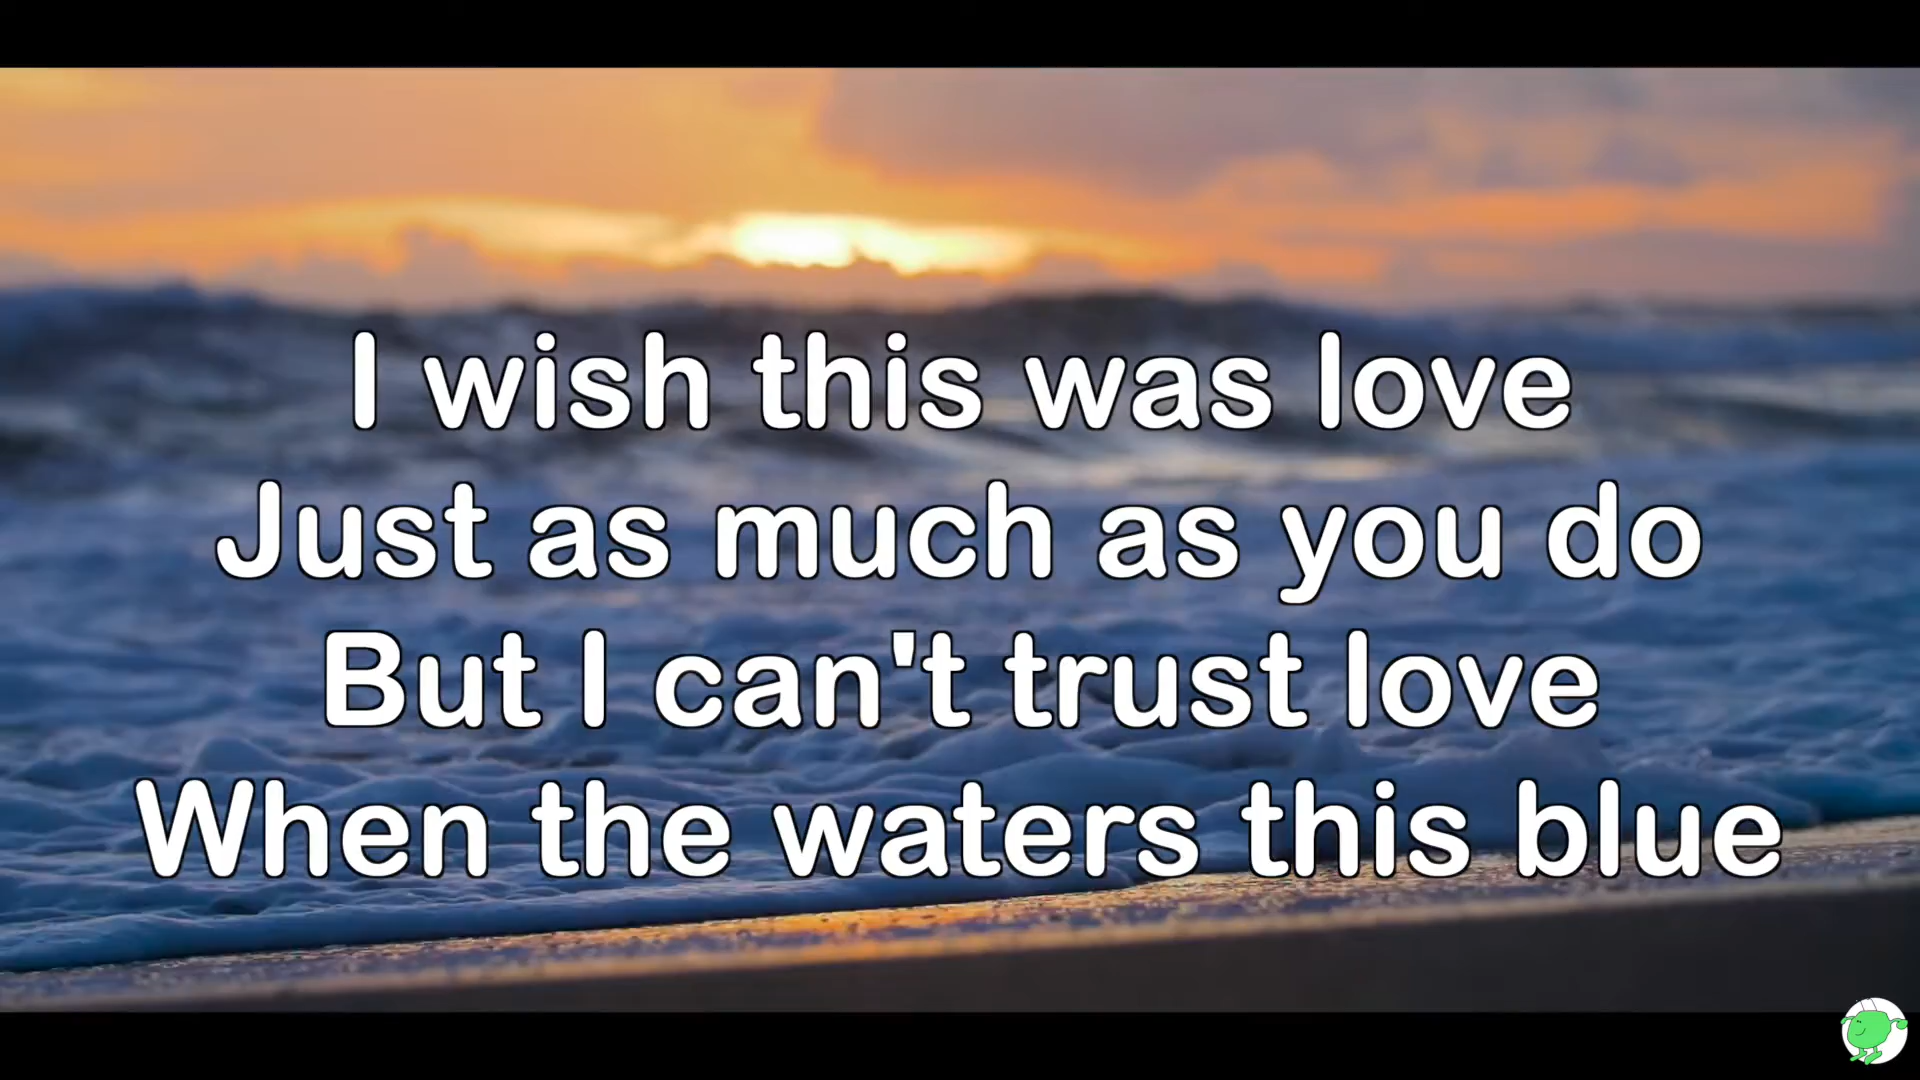 I wish this was love
Just as much as you do
But I can't trust love
When the waters this blue